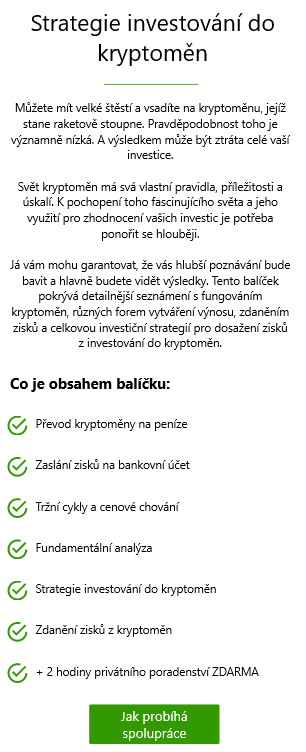 Strategie investování do
kryptoměn
Můžete mít velké štěstí a vsadíte na kryptoměnu, jejíž
stane raketově stoupne. Pravděpodobnost toho je
významně nízká. A výsledkem může být ztráta celé vaší
investice.
Svět kryptoměn má svá vlastní pravidla, příležitosti a
úskalí. K pochopení toho fascinujícího světa a jeho
využití pro zhodnocení vašich investic je potřeba
ponořit se hlouběji.
Já vám mohu garantovat, že vás hlubší poznávání bude
bavit a hlavně budete vidět výsledky. Tento balíček
pokrývá detailnější seznámení s fungováním
kryptoměn, různých forem vytváření výnosu, zdaněním
zisků a celkovou investiční strategií pro dosažení zisků
z investování do kryptoměn.
Co je obsahem balíčku:
Převod kryptoměny na peníze
Zaslání zisků na bankovní účet
Tržní cykly a cenové chování
Fundamentální analýza
Strategie investování do kryptoměn
Zdanění zisků z kryptoměn
+ 2 hodiny privátního poradenství ZDARMA
Jak probíhá
spolupráce